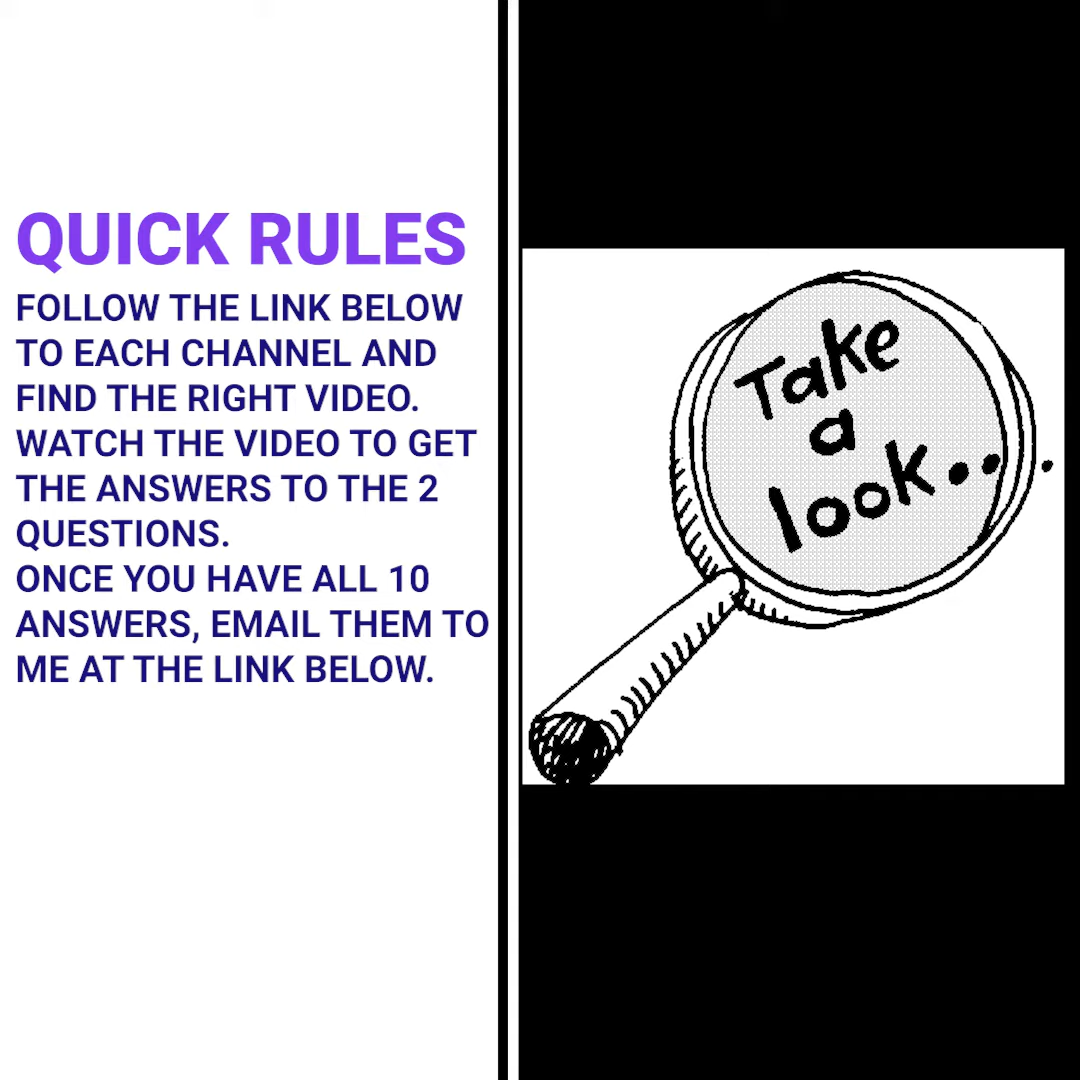 QUICK RULES
FOLLOW THE LINK BELOW
TO EACH CHANNEL AND
FIND THE RIGHT VIDEO.
WATCH THE VIDEO TO GET
THE ANSWERS TO THE 2
QUESTIONS.
ONCE YOU HAVE ALL 10
ANSWERS, EMAIL THEM TO
ME AT THE LINK BELOW.
Take
a
look...